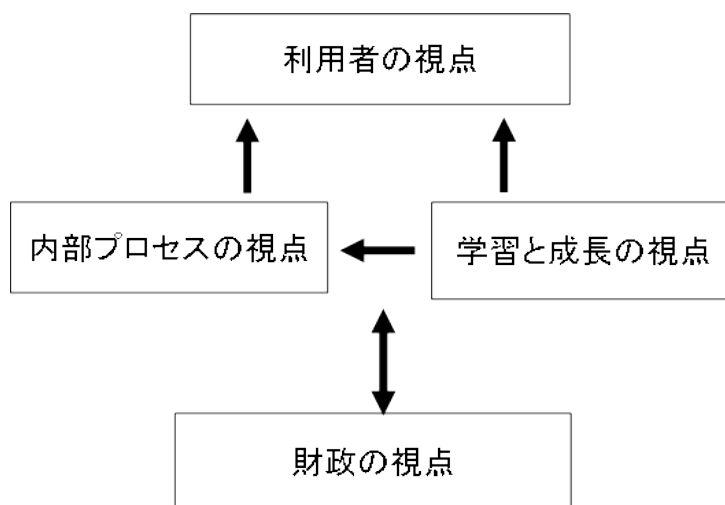 利用者の視点
内部プロセスの視点
学習と成長の視点
財政の視点